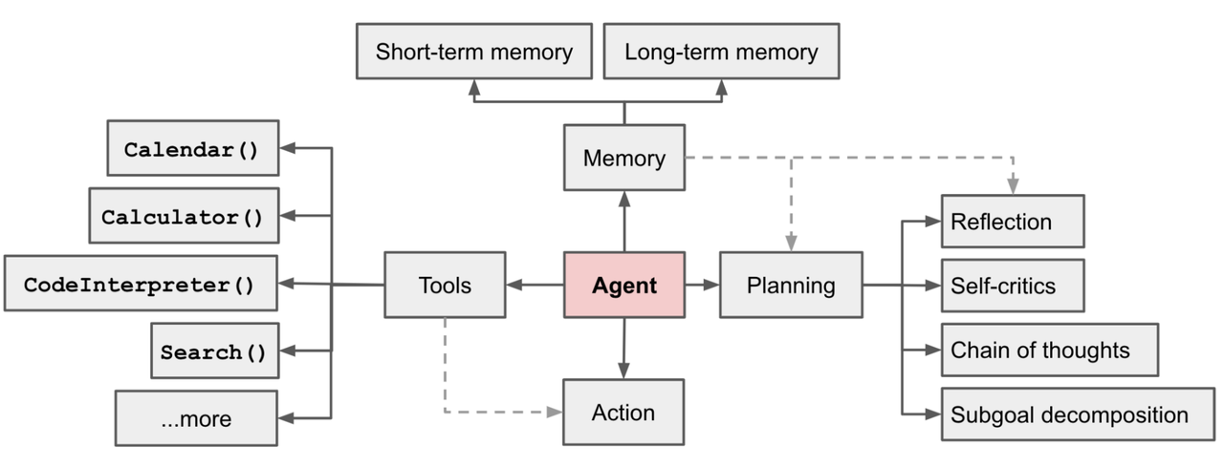 Short-term memory
Long-term memory
Calendar()
Memory
Calculator()
Reflection
CodeInterpreter()
Tools
Agent
Planning
Self-critics
Search()
Chain of thoughts
...more
Action
Subgoal decomposition